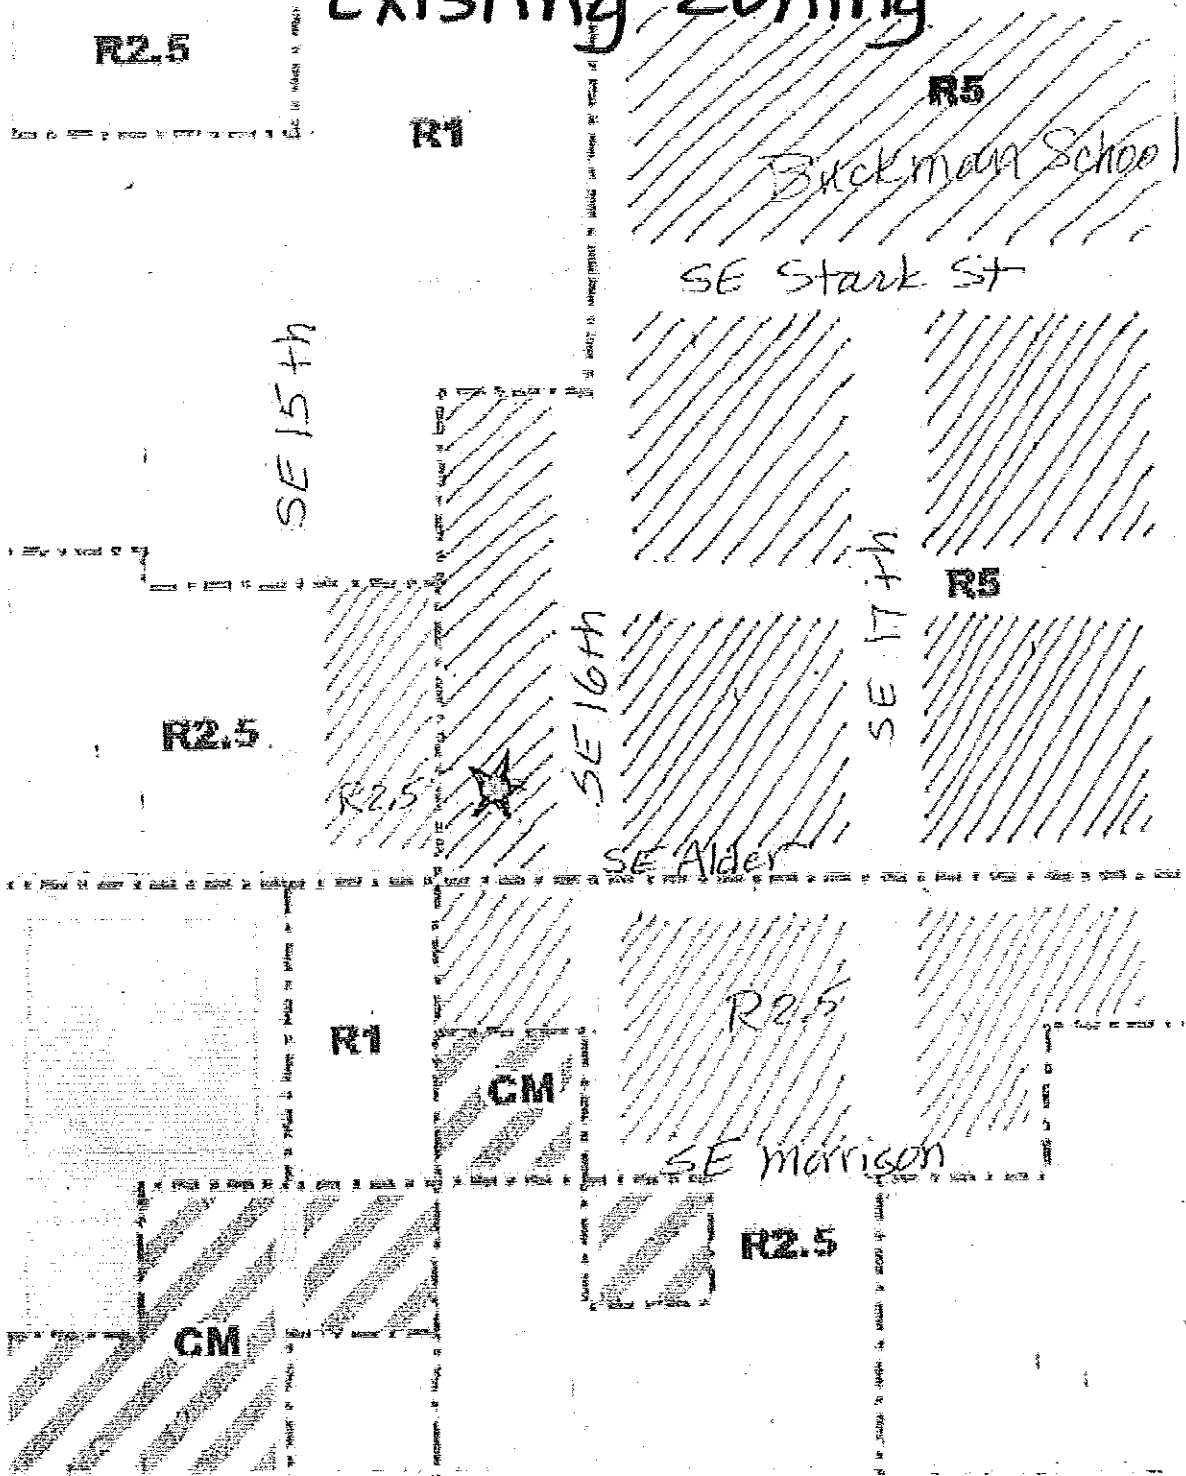 Existing Zoning
R2.5
R1
R5
Buckman School
SE Stark St
SE 15th
SE 17th
R5
SE 16th
R2.5
R2.5
SE Alder
R2.5
R1
CM
SE Morrison
R2.5
CM